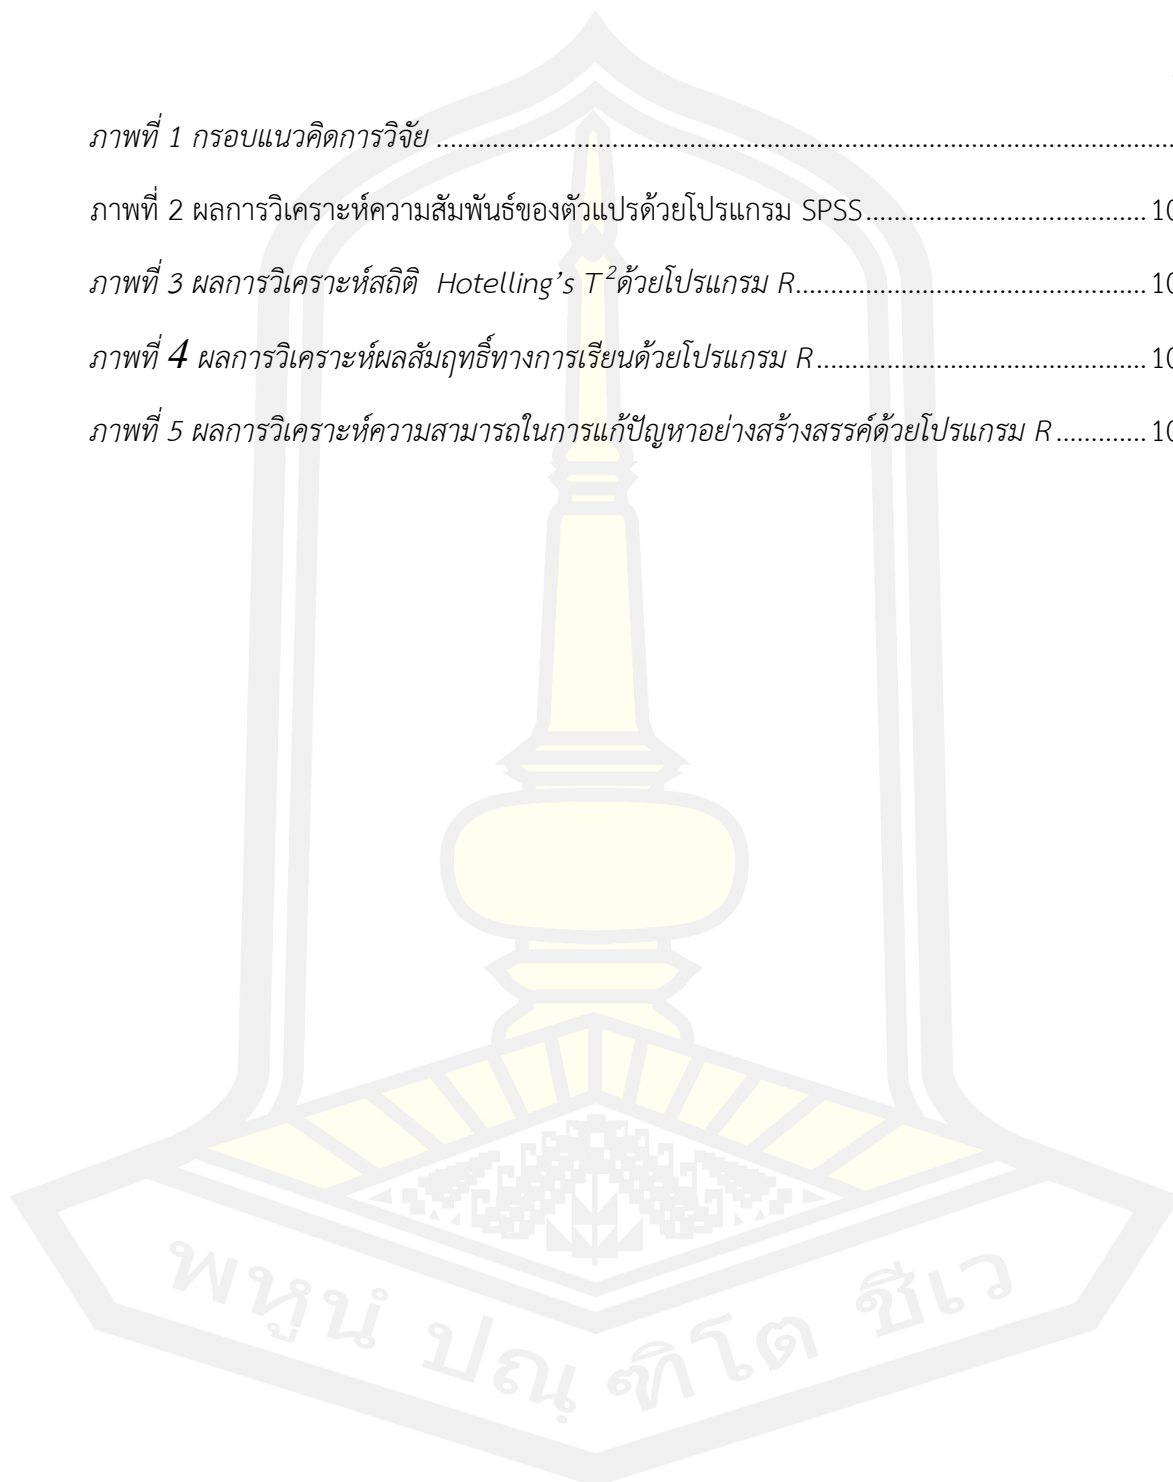 ภาพที่ 1 กรอบแนวคิดการวิจัย ........................................................................................................
ภาพที่ 2 ผลการวิเคราะห์ความสัมพันธ์ของตัวแปรด้วยโปรแกรม SPSS ....................................... 10
ภาพที่ 3 ผลการวิเคราะห์สถิติ Hotelling's T²ด้วยโปรแกรม R ................................................. 10
ภาพที่ 4 ผลการวิเคราะห์ผลสัมฤทธิ์ทางการเรียนด้วยโปรแกรม R .............................................. 10
ภาพที่ 5 ผลการวิเคราะห์ความสามารถในการแก้ปัญหาอย่างสร้างสรรค์ด้วยโปรแกรม R ............. 10
พหูนํ ปณฺ ฑิโต ชีเว